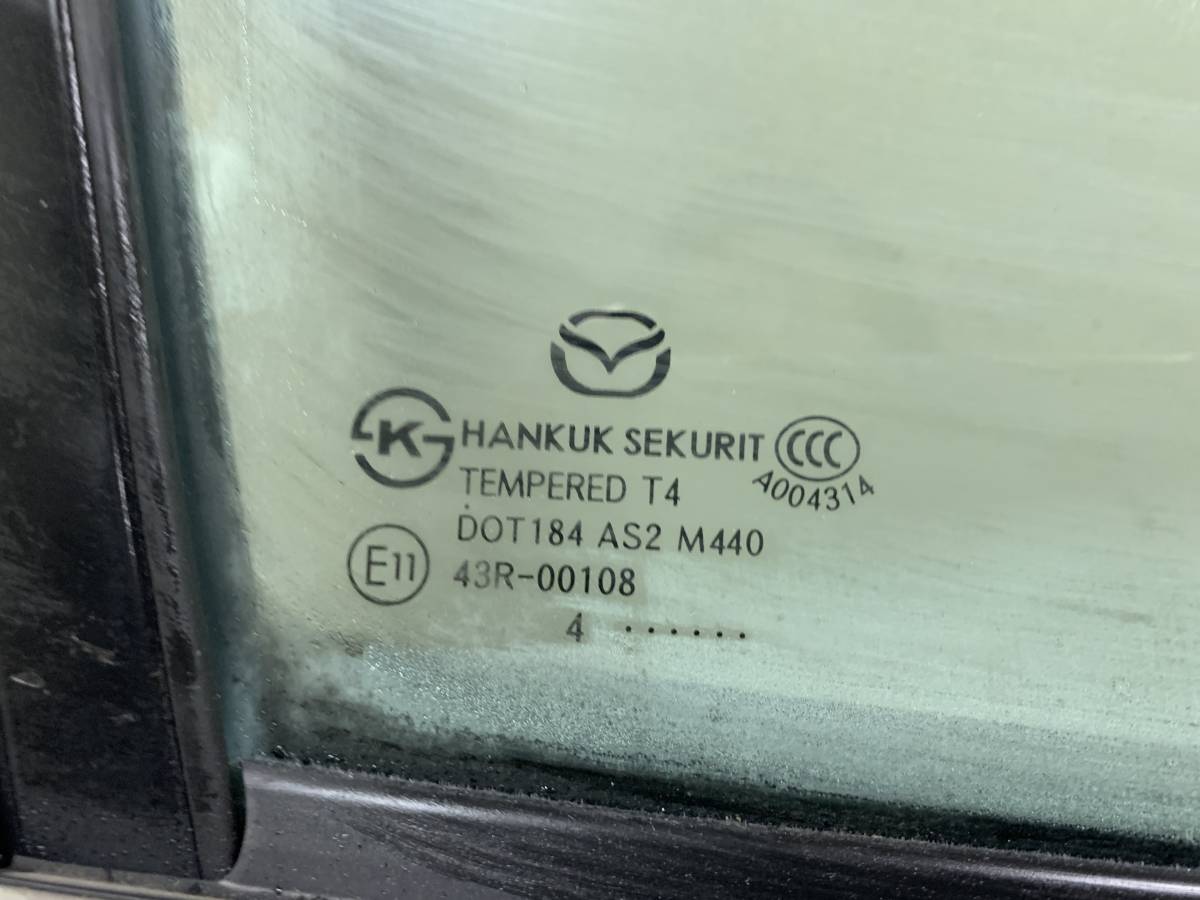 K HANKUK SEKURIT CCC
TEMPERED T4 A004314
DOT184 AS2 M440
E11 43R-00108
4 ......